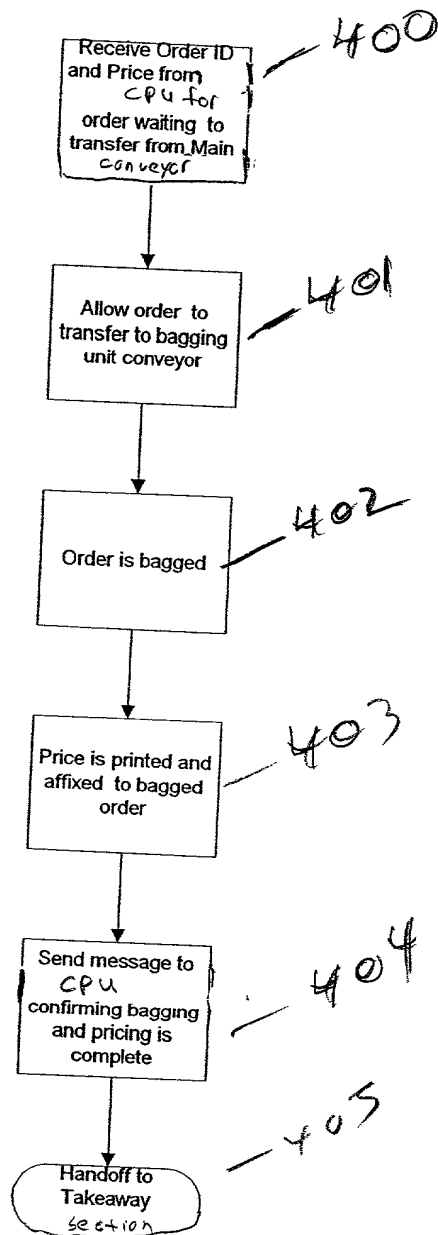 Receive Order ID
and Price from
CPU for
order waiting to
transfer from Main
conveyor
400
Allow order to
transfer to bagging
unit conveyor
401
Order is bagged
402
Price is printed and
affixed to bagged
order
403
Send message to
CPU
confirming bagging
and pricing is
complete
404
Handoff to
Takeaway
section
405